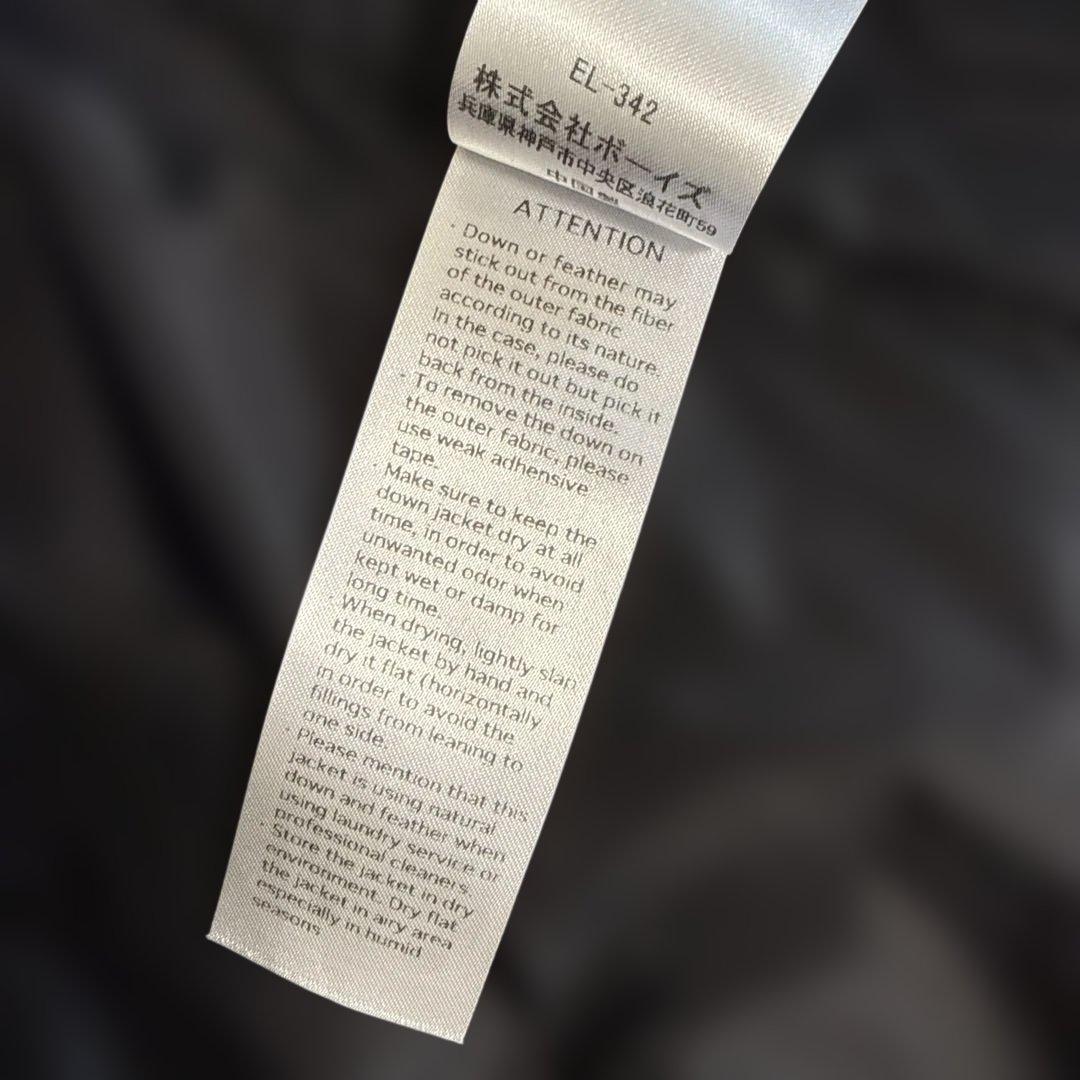 EL-342
株式会社ボーイズ
兵庫県神戸市中央区浪花町59
中国製
ATTENTION
· Down or feather may
stick out from the fiber
of the outer fabric
according to its nature.
In the case, please do
not pick it out but pick it
back from the inside.
· To remove the down on
the outer fabric, please
use weak adhensive
tape.
· Make sure to keep the
down jacket dry at all
time, in order to avoid
unwanted odor when
kept wet or damp for
long time.
· When drying, lightly slap
the jacket by hand and
dry it flat (horizontally
in order to avoid the
fillings from leaning to
one side.
· Please mention that this
jacket is using natural
down and feather when
using laundry service or
professional cleaners.
· Store the jacket in dry
environment. Dry flat
the jacket in airy area
especially in humid
seasons